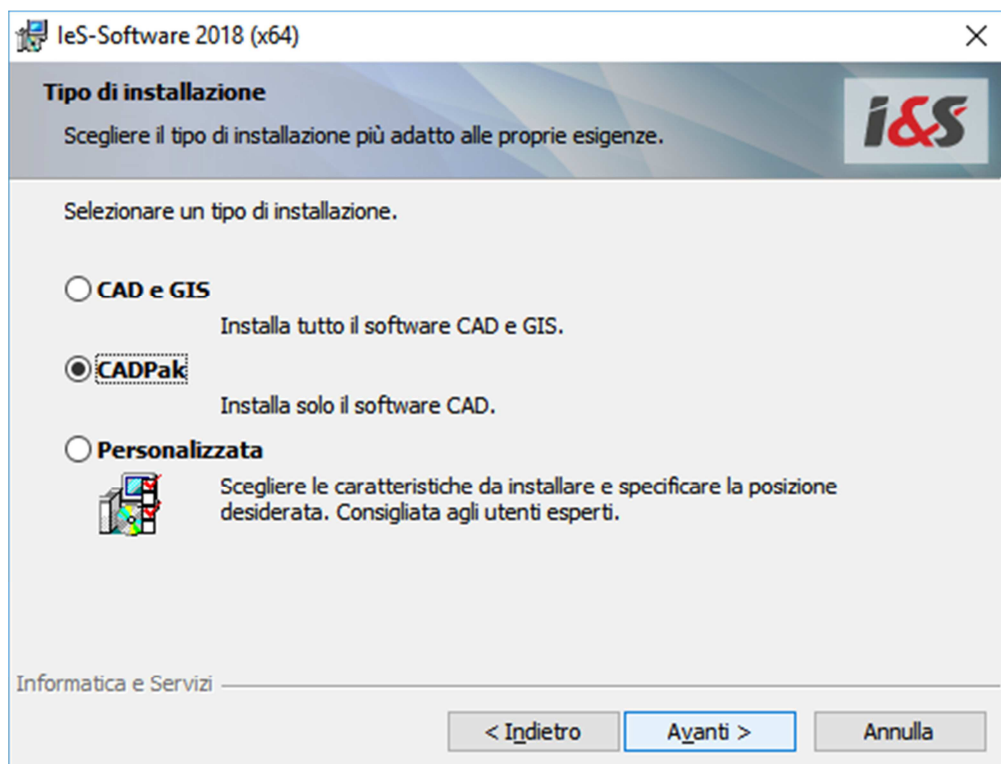 IeS-Software 2018 (x64)
Tipo di installazione
Scegliere il tipo di installazione più adatto alle proprie esigenze.
i&S
Selezionare un tipo di installazione.
CAD e GIS
Installa tutto il software CAD e GIS.
CADPak
Installa solo il software CAD.
Personalizzata
Scegliere le caratteristiche da installare e specificare la posizione
desiderata. Consigliata agli utenti esperti.
Informatica e Servizi
< Indietro
Avanti >
Annulla